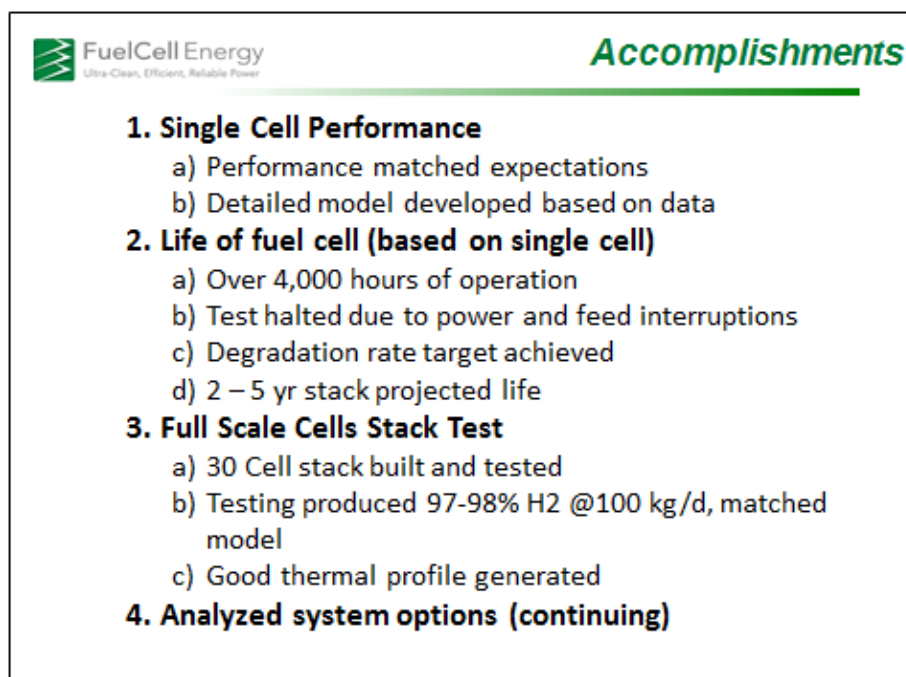 FuelCell Energy
Ultra-Clean, Efficient, Reliable Power
Accomplishments
1. Single Cell Performance
a) Performance matched expectations
b) Detailed model developed based on data
2. Life of fuel cell (based on single cell)
a) Over 4,000 hours of operation
b) Test halted due to power and feed interruptions
c) Degradation rate target achieved
d) 2 – 5 yr stack projected life
3. Full Scale Cells Stack Test
a) 30 Cell stack built and tested
b) Testing produced 97-98% H2 @100 kg/d, matched
model
c) Good thermal profile generated
4. Analyzed system options (continuing)